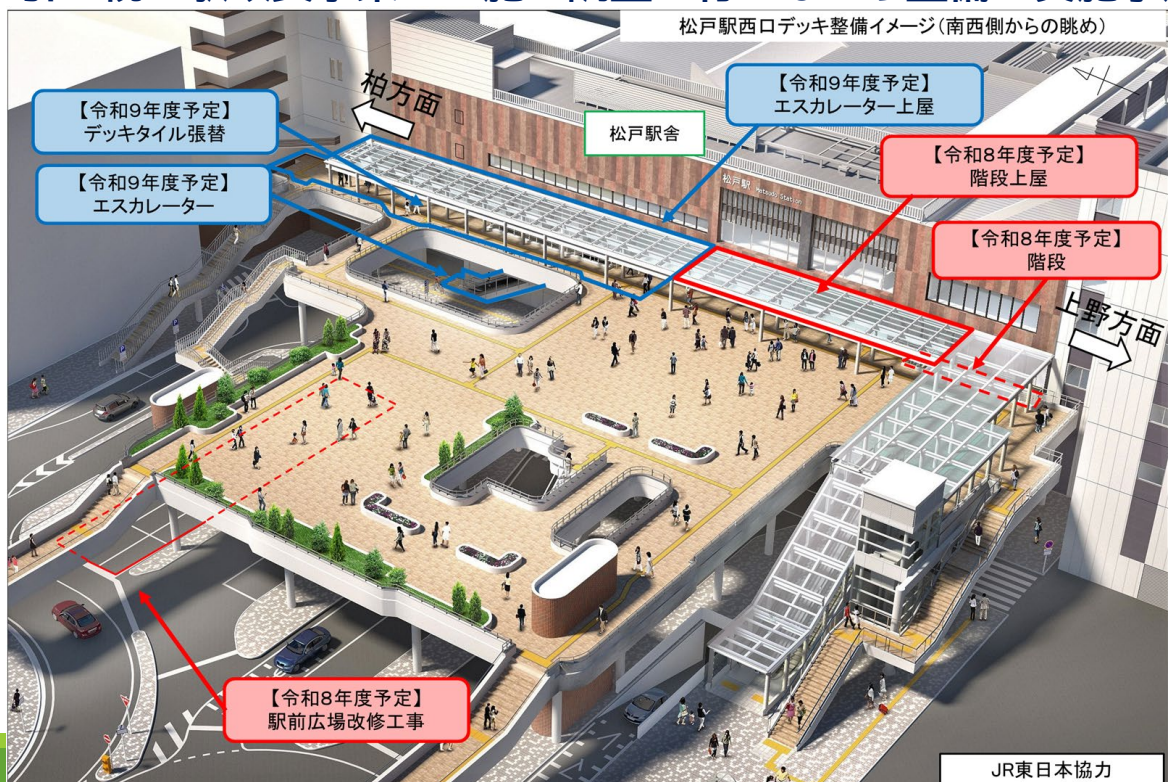 松戸駅西口デッキ整備イメージ(南西側からの眺め)
【令和9年度予定】
デッキタイル張替
柏方面
【令和9年度予定】
エスカレーター上屋
松戸駅舎
【令和8年度予定】
階段上屋
【令和9年度予定】
エスカレーター
松戸駅 Matsudo Station
【令和8年度予定】
階段
上野方面
【令和8年度予定】
駅前広場改修工事
JR東日本協力